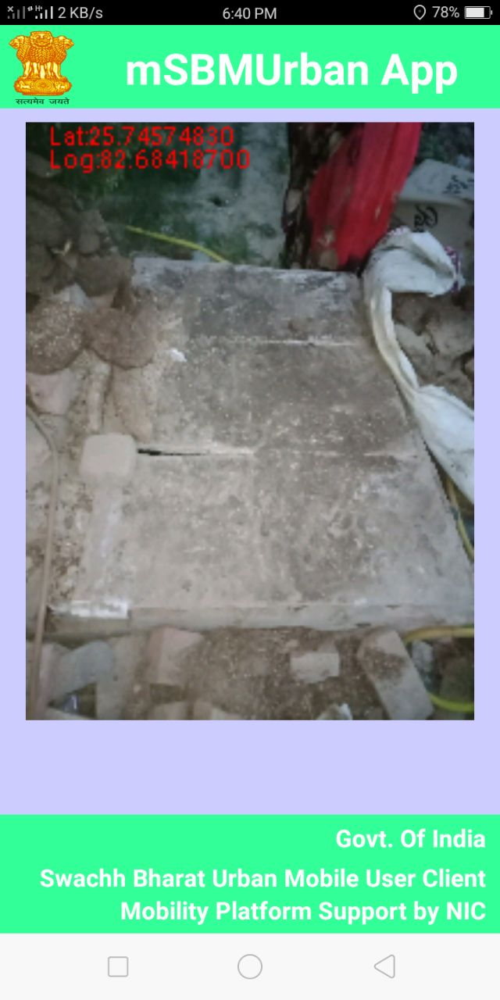 2 KB/s 6:40 PM 78%
mSBMUrban App
सत्यमेव जयते
Lat:25.74574830
Log:82.68418700
Govt. Of India
Swachh Bharat Urban Mobile User Client
Mobility Platform Support by NIC